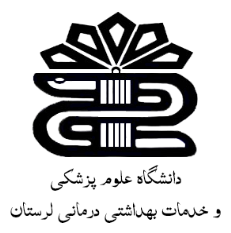 دانشگاه علوم پزشکی
و خدمات بهداشتی درمانی لرستان